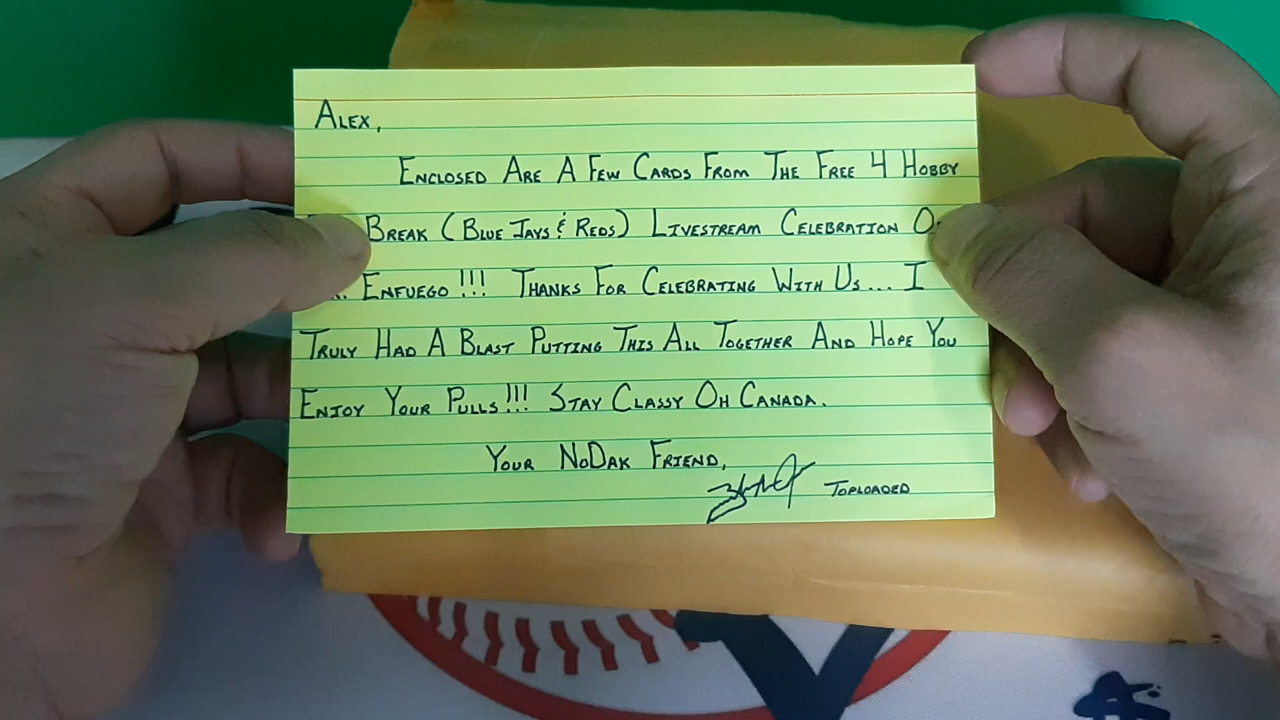 Alex,
Enclosed Are A Few Cards From The Free 4 Hobby
Break (Blue Jays & Reds) Livestream Celebration
... Enfuego!!! Thanks For Celebrating With Us... I
Truly Had A Blast Putting This All Together And Hope You
Enjoy Your Pulls!!! Stay Classy Oh Canada.
Your NoDak Friend,
Toploaded